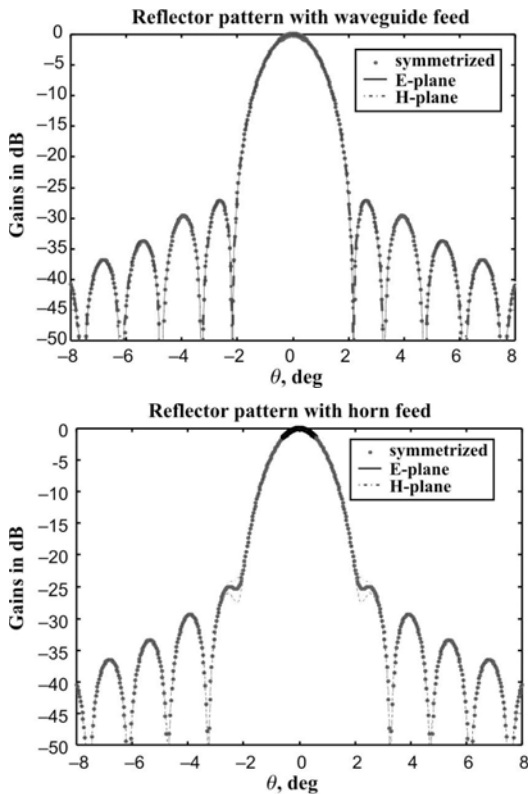 Reflector pattern with waveguide feed
0
−5
−10
−15
−20
−25
−30
−35
−40
−45
−50
Gains in dB
symmetrized
E-plane
H-plane
−8 −6 −4 −2 0 2 4 6 8
θ, deg
Reflector pattern with horn feed
0
−5
−10
−15
−20
−25
−30
−35
−40
−45
−50
Gains in dB
symmetrized
E-plane
H-plane
−8 −6 −4 −2 0 2 4 6 8
θ, deg